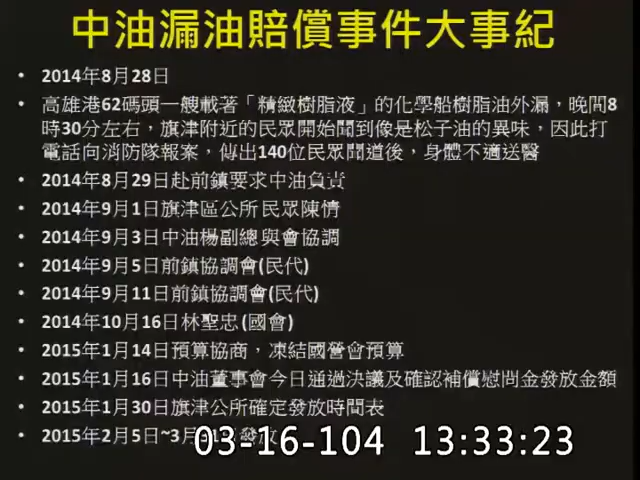 中油漏油賠償事件大事紀
• 2014年8月28日
• 高雄港62碼頭一艘載著「精緻樹脂液」的化學船樹脂油外漏，晚間8
時30分左右，旗津附近的民眾開始聞到像是松子油的異味，因此打
電話向消防隊報案，傳出140位民眾聞道後，身體不適送醫
• 2014年8月29日赴前鎮要求中油負責
• 2014年9月1日旗津區公所民眾陳情
• 2014年9月3日中油楊副總與會協調
• 2014年9月5日前鎮協調會(民代)
• 2014年9月11日前鎮協調會(民代)
• 2014年10月16日林聖忠(國會)
• 2015年1月14日預算協商，凍結國營會預算
• 2015年1月16日中油董事會今日通過決議及確認補償慰問金發放金額
• 2015年1月30日旗津公所確定發放時間表
• 2015年2月5日~3月31日發放
03-16-104 13:33:23